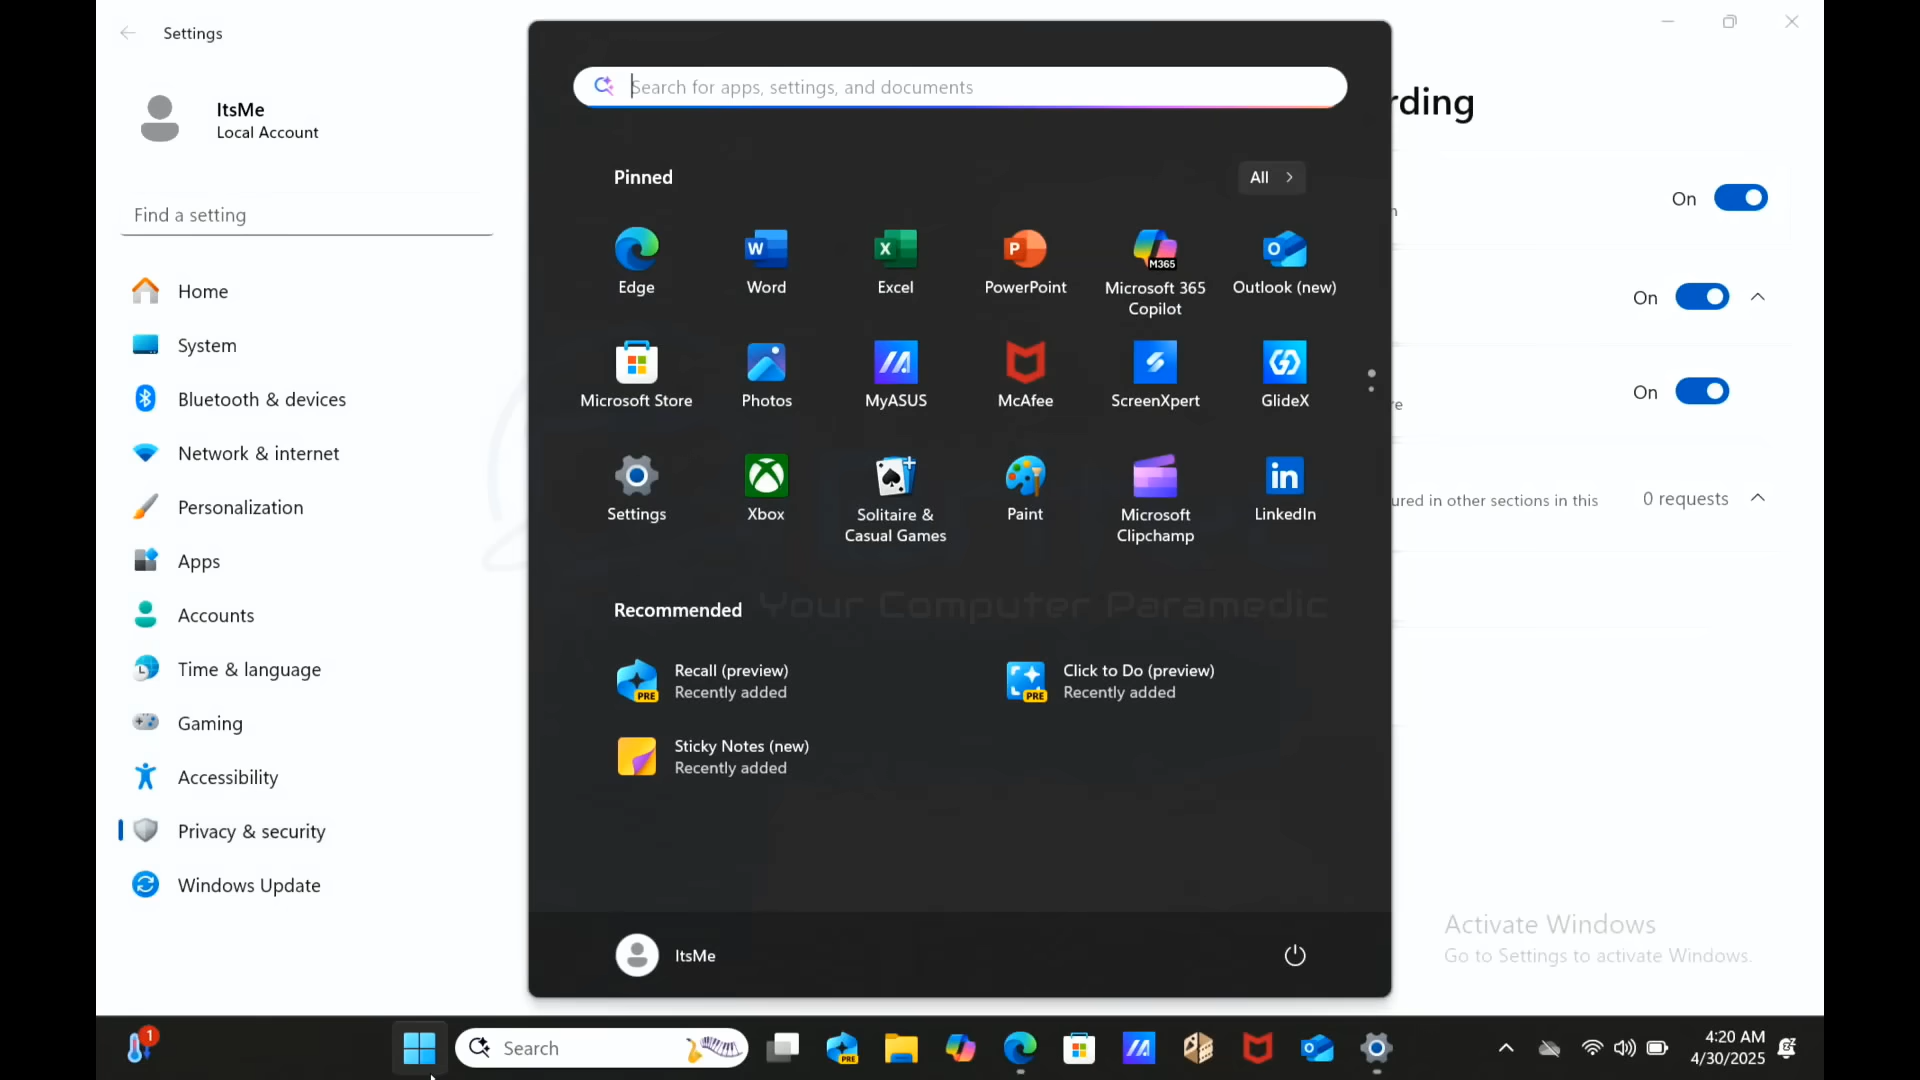 Settings
ItsMe
Local Account
Find a setting
Home
System
Bluetooth & devices
Network & internet
Personalization
Apps
Accounts
Time & language
Gaming
Accessibility
Privacy & security
Windows Update
Search for apps, settings, and documents
Pinned
All
Edge
Word
Excel
PowerPoint
Microsoft 365
Copilot
M365
Outlook (new)
Microsoft Store
Photos
MyASUS
McAfee
ScreenXpert
GlideX
Settings
Xbox
Solitaire &
Casual Games
Paint
Microsoft
Clipchamp
LinkedIn
Recommended
Your Computer Paramedic
Recall (preview)
Recently added
PRE
Click to Do (preview)
Recently added
PRE
Sticky Notes (new)
Recently added
ItsMe
rding
On
On
On
ured in other sections in this
0 requests
Activate Windows
Go to Settings to activate Windows.
1
Search
PRE
4:20 AM
4/30/2025